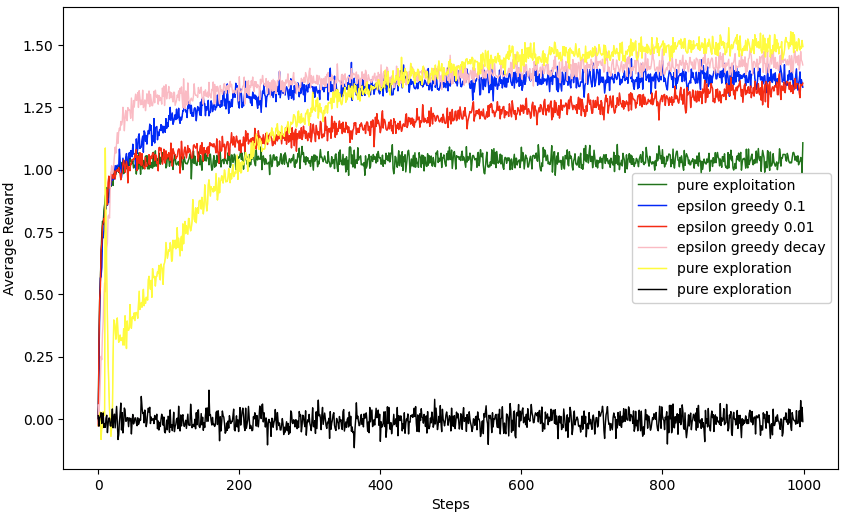 1.50
1.25
1.00
0.75
0.50
0.25
0.00
Average Reward
pure exploitation
epsilon greedy 0.1
epsilon greedy 0.01
epsilon greedy decay
pure exploration
pure exploration
0 200 400 600 800 1000
Steps